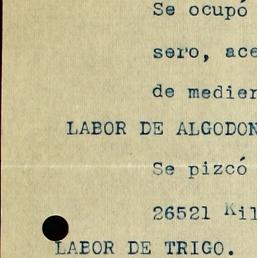 Se ocupó
sero, ace
de medier
LABOR DE ALGODON
Se pizcó
26521 Kil
LABOR DE TRIGO.